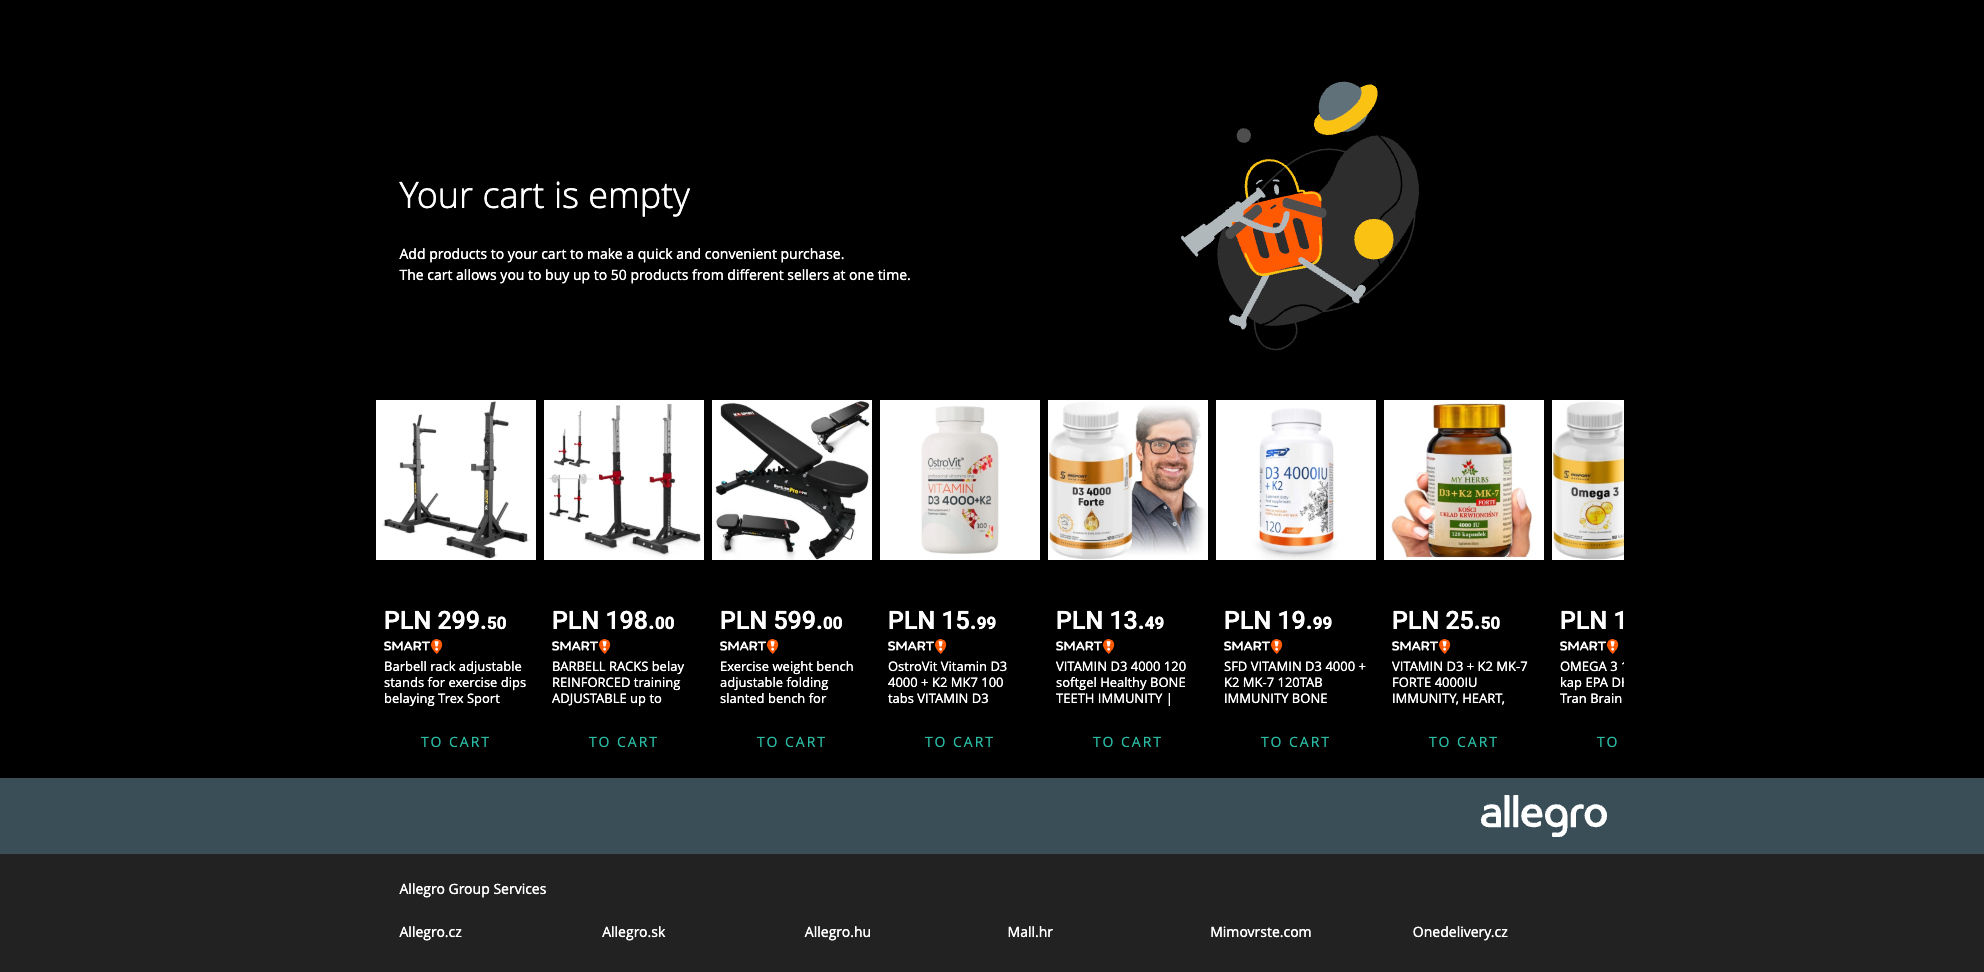 Your cart is empty
Add products to your cart to make a quick and convenient purchase.
The cart allows you to buy up to 50 products from different sellers at one time.
OstroVit
VITAMIN
D3 4000+K2
100
D3 4000
Forte
SFD
D3 4000IU
+ K2
120
MY HERBS
D3+K2 MK-7
FORTE
KOŚCI
UKŁAD KRWIONOŚNY
4000 IU
120 kapsułek
Omega 3
PLN 299.50
SMART!
Barbell rack adjustable
stands for exercise dips
belaying Trex Sport
TO CART
PLN 198.00
SMART!
BARBELL RACKS belay
REINFORCED training
ADJUSTABLE up to
TO CART
PLN 599.00
SMART!
Exercise weight bench
adjustable folding
slanted bench for
TO CART
PLN 15.99
SMART!
OstroVit Vitamin D3
4000 + K2 MK7 100
tabs VITAMIN D3
TO CART
PLN 13.49
SMART!
VITAMIN D3 4000 120
softgel Healthy BONE
TEETH IMMUNITY |
TO CART
PLN 19.99
SMART!
SFD VITAMIN D3 4000 +
K2 MK-7 120TAB
IMMUNITY BONE
TO CART
PLN 25.50
SMART!
VITAMIN D3 + K2 MK-7
FORTE 4000IU
IMMUNITY, HEART,
TO CART
PLN 1
SMART!
OMEGA 3
kap EPA
Tran Brain
TO
allegro
Allegro Group Services
Allegro.cz
Allegro.sk
Allegro.hu
Mall.hr
Mimovrste.com
Onedelivery.cz